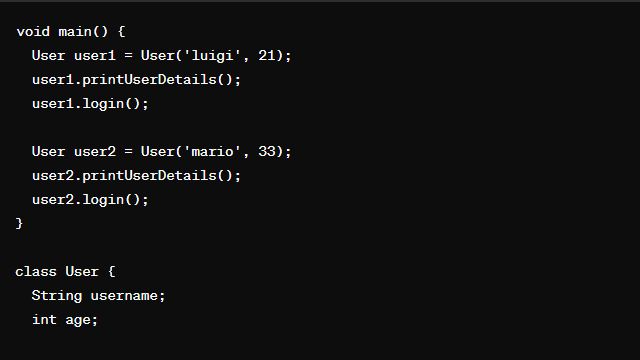 void main() {
  User user1 = User('luigi', 21);
  user1.printUserDetails();
  user1.login();

  User user2 = User('mario', 33);
  user2.printUserDetails();
  user2.login();
}

class User {
  String username;
  int age;